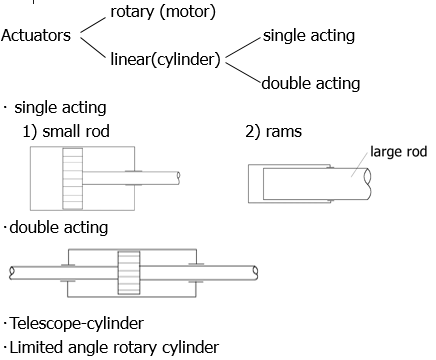 rotary (motor)
Actuators
single acting
linear(cylinder)
double acting
· single acting
1) small rod
2) rams
large rod
·double acting
·Telescope-cylinder
·Limited angle rotary cylinder